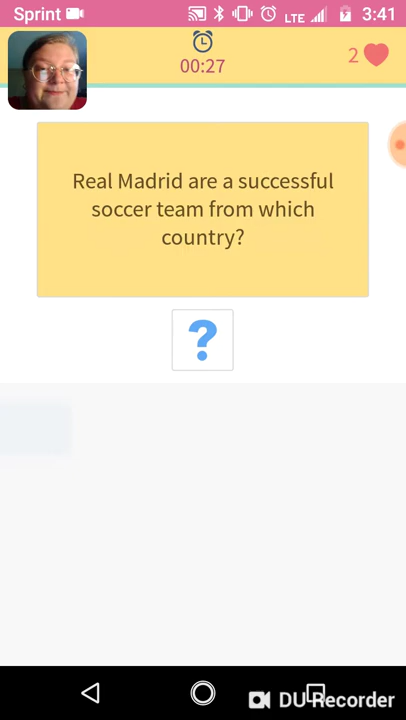 Sprint LTE 3:41
00:27
2
Real Madrid are a successful
soccer team from which
country?
?
DU Recorder